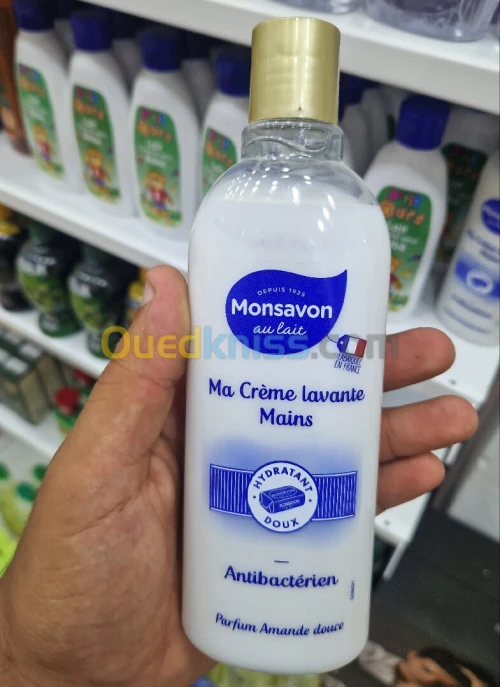 DEPUIS 1925
Monsavon
au lait
FABRIQUÉ
EN FRANCE
Ouedkniss.com
Ma Crème lavante
Mains
HYDRATANT
DOUX
Antibactérien
Parfum Amande douce